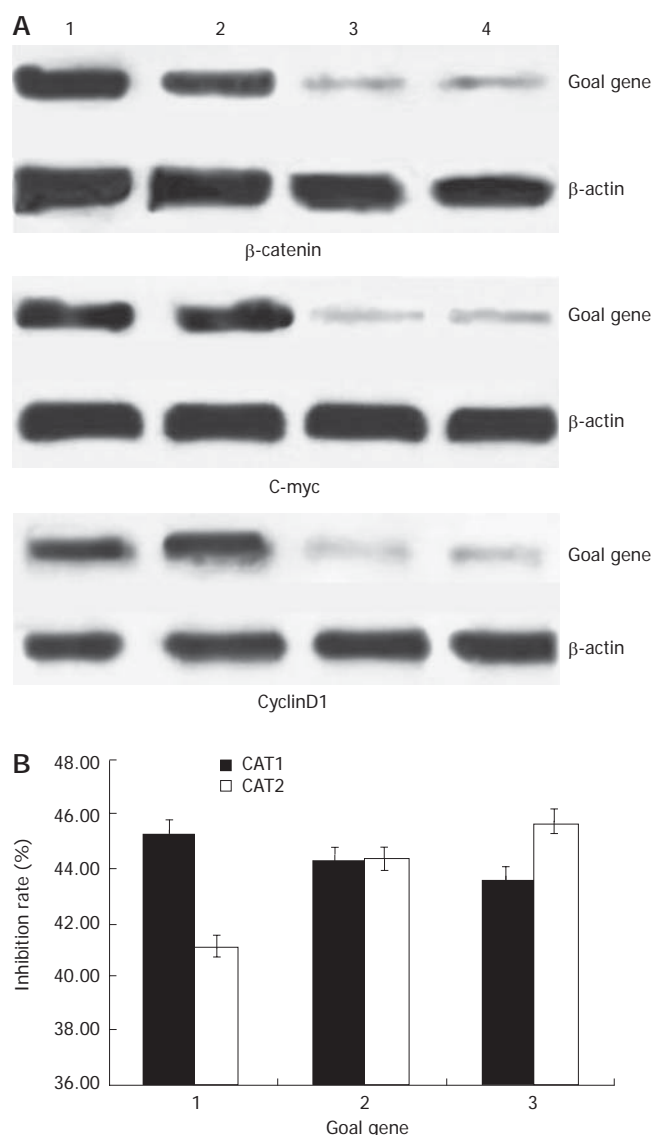 A
1 2 3 4
Goal gene
β-actin
β-catenin
Goal gene
β-actin
C-myc
Goal gene
β-actin
CyclinD1
B
48.00
46.00
44.00
42.00
40.00
38.00
36.00
Inhibition rate (%)
CAT1
CAT2
1 2 3
Goal gene